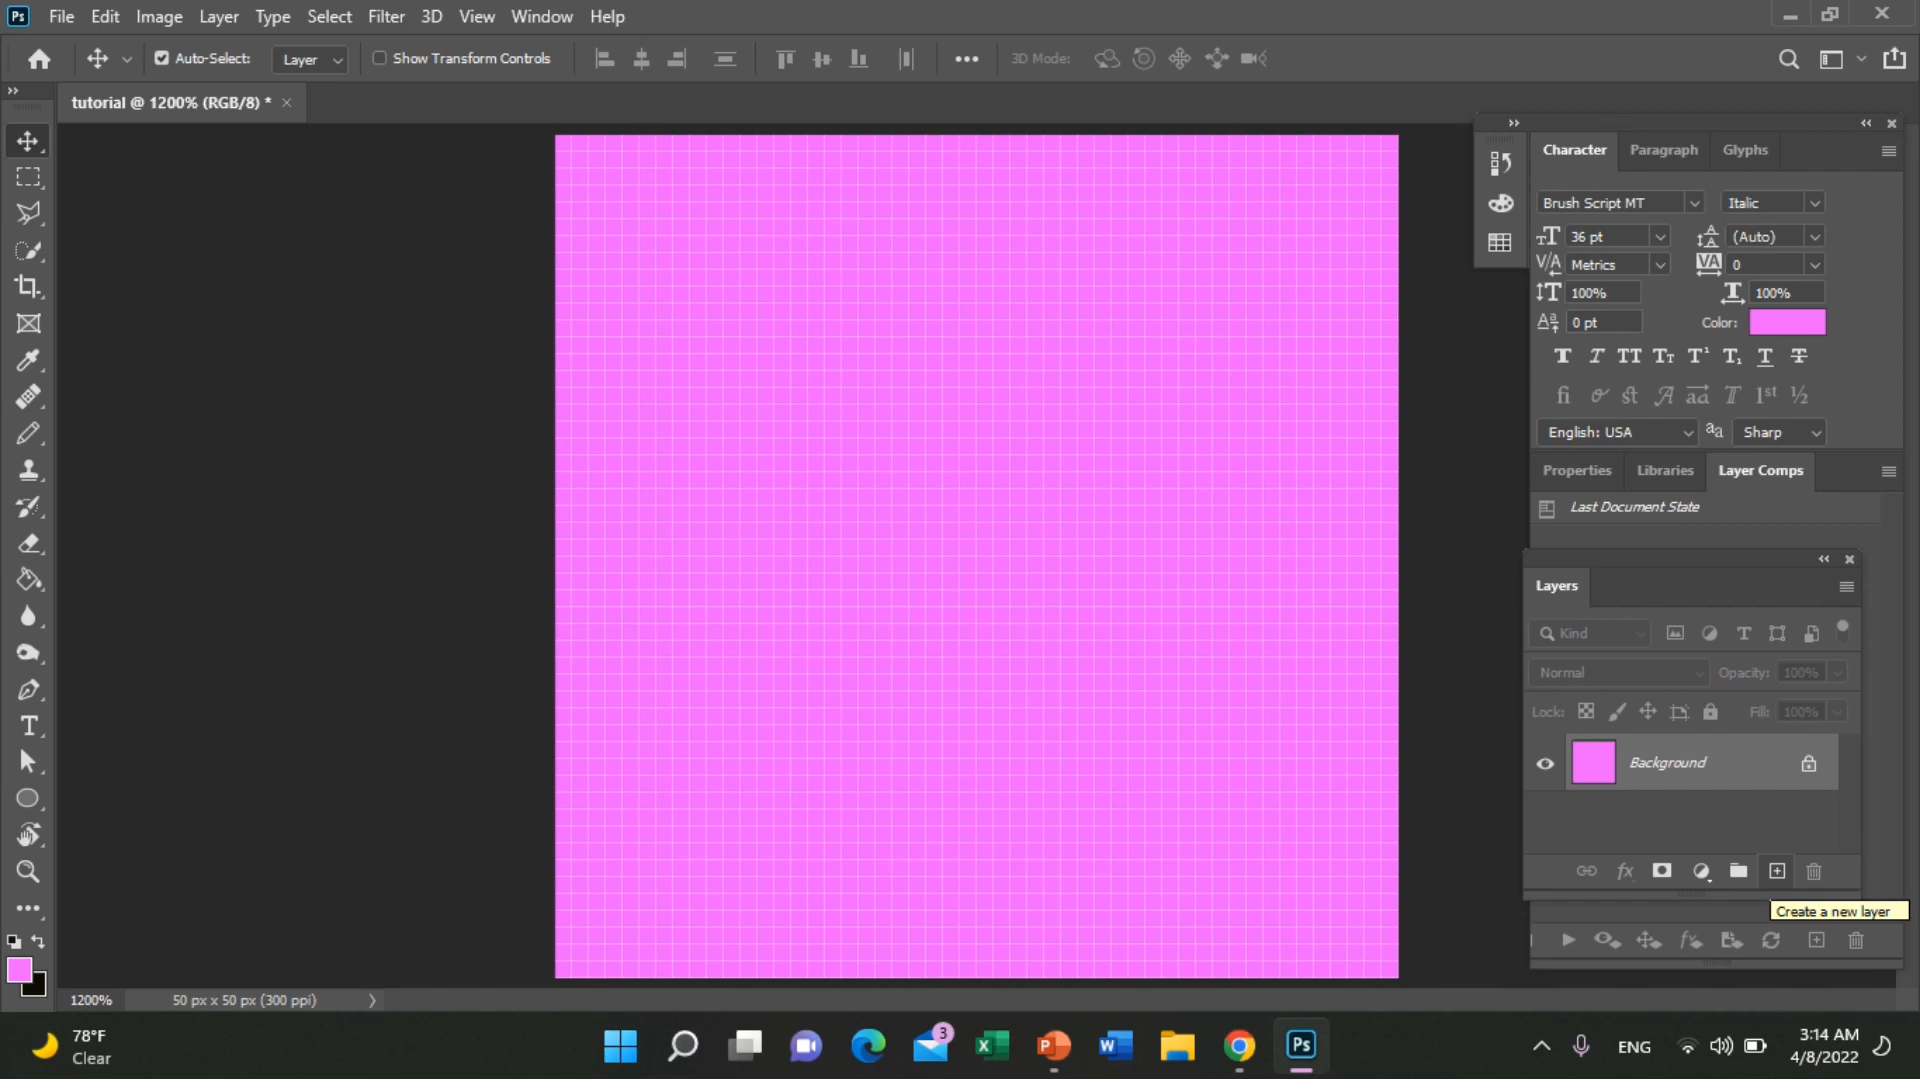 Ps File Edit Image Layer Type Select Filter 3D View Window Help
Auto-Select: Layer Show Transform Controls 3D Mode:
tutorial @ 1200% (RGB/8) *
Character Paragraph Glyphs
Brush Script MT Italic
36 pt (Auto)
Metrics 0
100% 100%
0 pt Color:
English: USA Sharp
Properties Libraries Layer Comps
Last Document State
Layers
Kind
Normal Opacity: 100%
Lock: Fill: 100%
Background
fx
Create a new layer
1200% 50 px x 50 px (300 ppi)
78°F
Clear
3
ENG
3:14 AM
4/8/2022